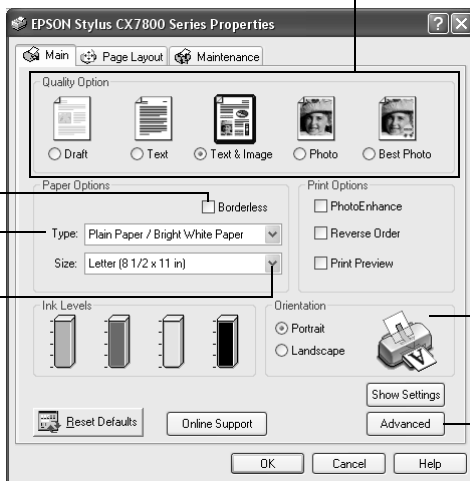 EPSON Stylus CX7800 Series Properties
Main Page Layout Maintenance
Quality Option
Draft Text Text & Image Photo Best Photo
Paper Options
Borderless
Type: Plain Paper / Bright White Paper
Size: Letter (8 1/2 x 11 in)
Print Options
PhotoEnhance
Reverse Order
Print Preview
Ink Levels
Orientation
Portrait
Landscape
A
Show Settings
Reset Defaults Online Support Advanced
OK Cancel Help